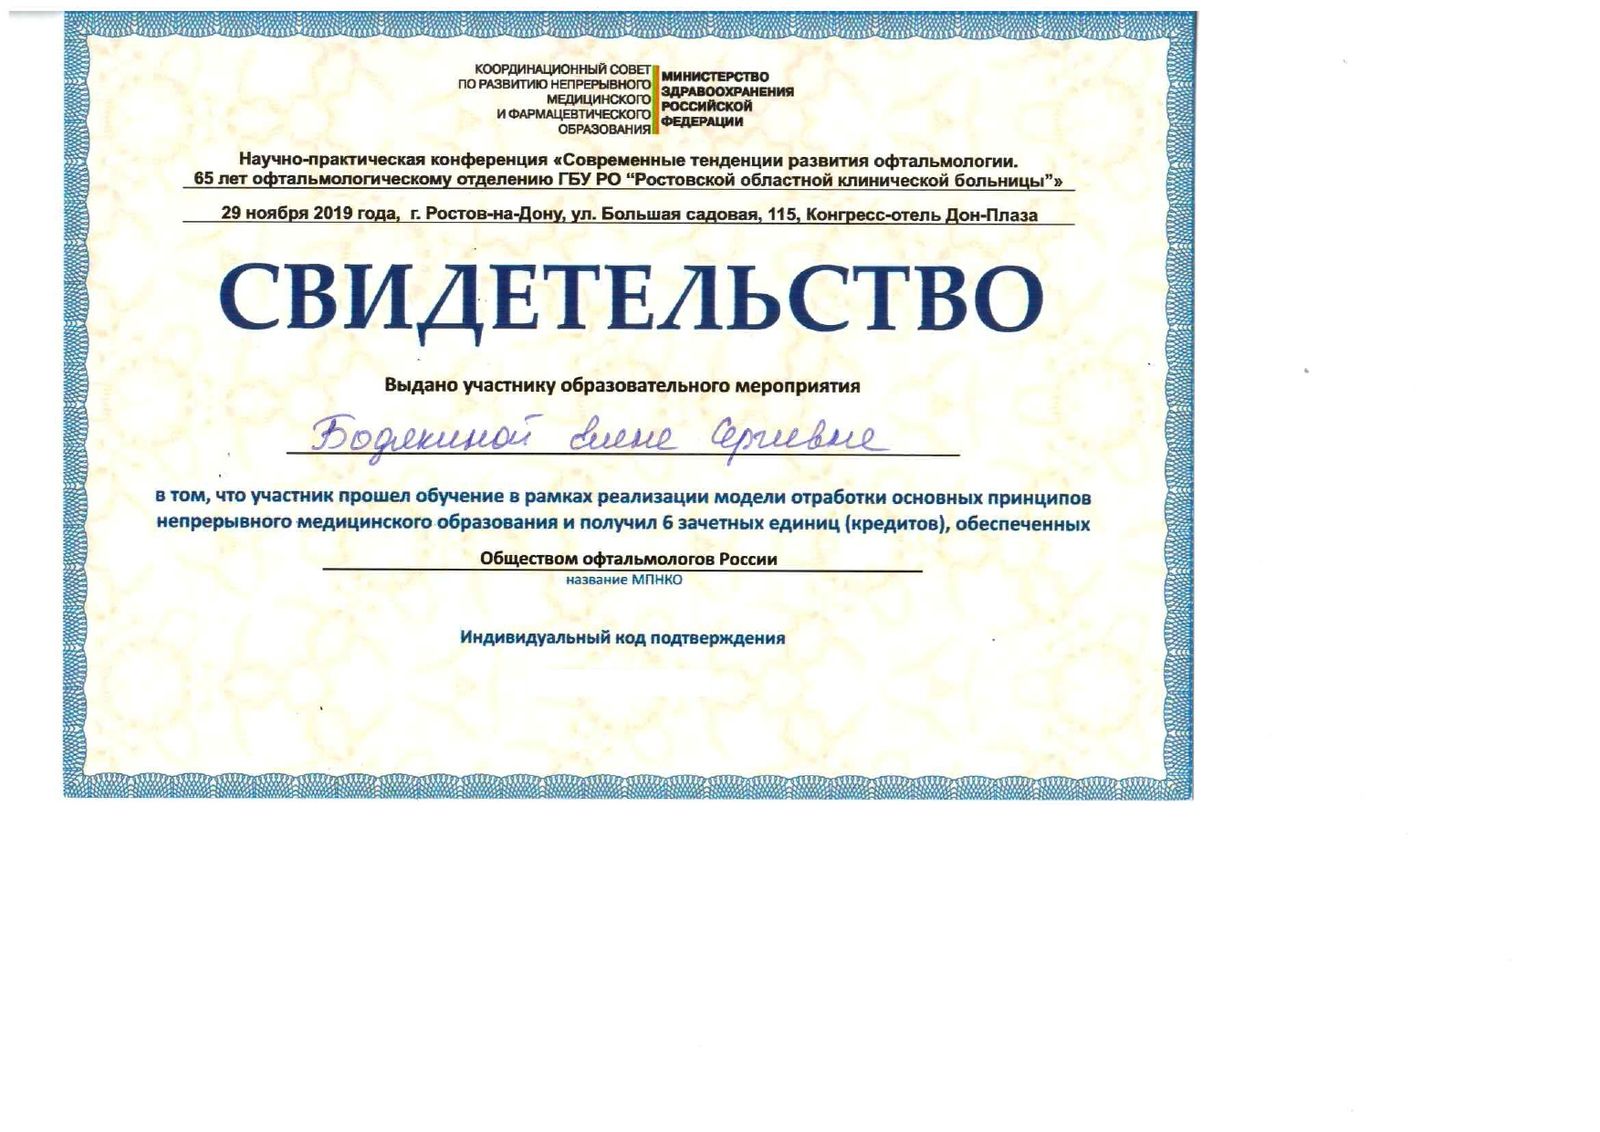 КООРДИНАЦИОННЫЙ СОВЕТ
ПО РАЗВИТИЮ НЕПРЕРЫВНОГО
МЕДИЦИНСКОГО
И ФАРМАЦЕВТИЧЕСКОГО
ОБРАЗОВАНИЯ
МИНИСТЕРСТВО
ЗДРАВООХРАНЕНИЯ
РОССИЙСКОЙ
ФЕДЕРАЦИИ
Научно-практическая конференция «Современные тенденции развития офтальмологии.
65 лет офтальмологическому отделению ГБУ РО “Ростовской областной клинической больницы”»
29 ноября 2019 года, г. Ростов-на-Дону, ул. Большая садовая, 115, Конгресс-отель Дон-Плаза
СВИДЕТЕЛЬСТВО
Выдано участнику образовательного мероприятия
Бодякиной Елене Сергеевне
в том, что участник прошел обучение в рамках реализации модели отработки основных принципов
непрерывного медицинского образования и получил 6 зачетных единиц (кредитов), обеспеченных
Обществом офтальмологов России
название МПНКО
Индивидуальный код подтверждения